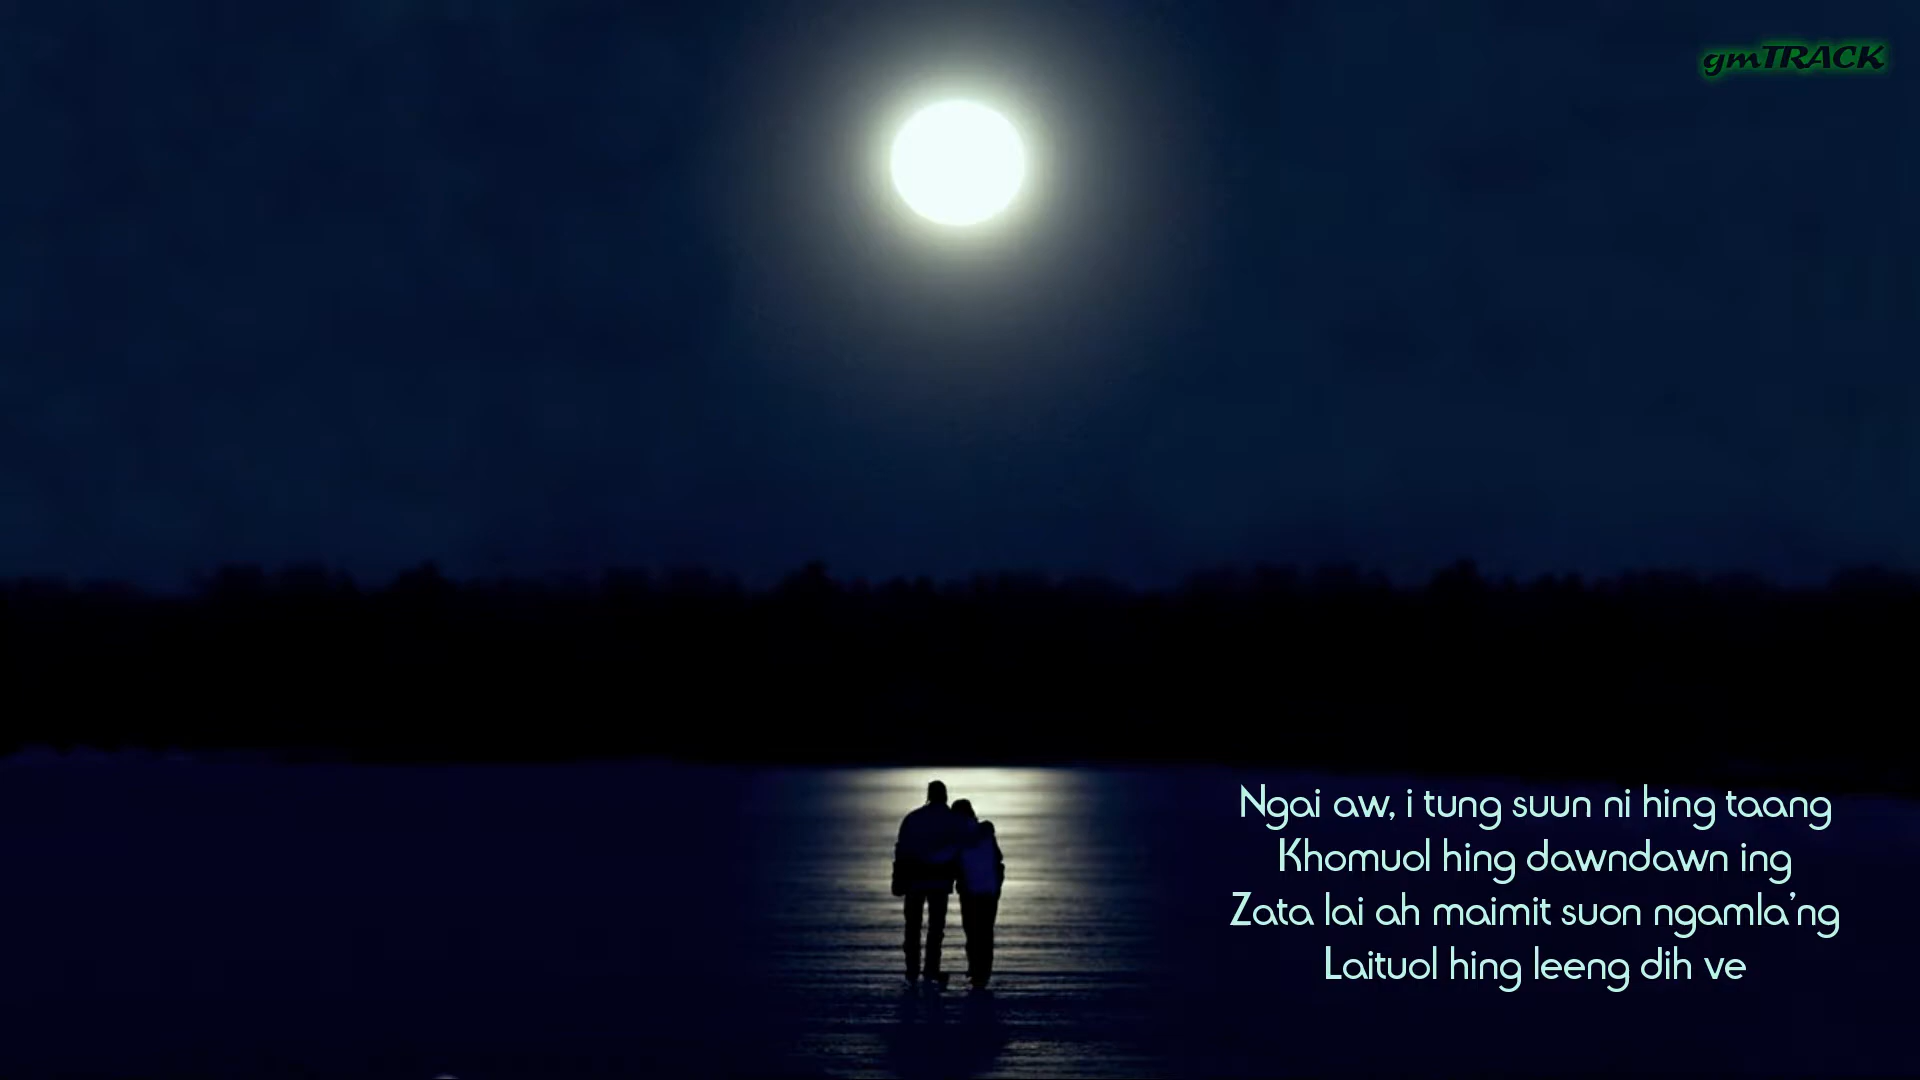 gmTRACK
Ngai aw, i tung suun ni hing taang
Khomuol hing dawndawn ing
Zata lai ah maimit suon ngamla'ng
Laituol hing leeng dih ve